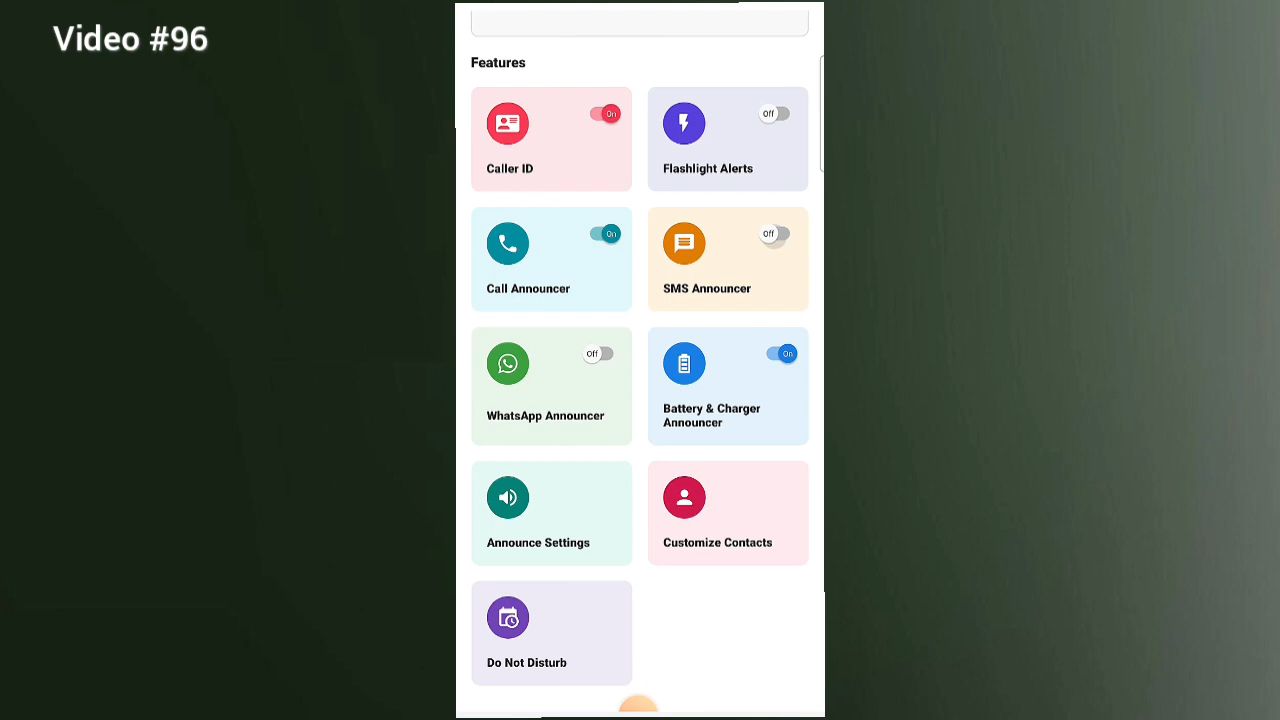 Video #96
Features
On
Off
Caller ID
Flashlight Alerts
On
Off
Call Announcer
SMS Announcer
Off
On
WhatsApp Announcer
Battery & Charger
Announcer
Announce Settings
Customize Contacts
Do Not Disturb